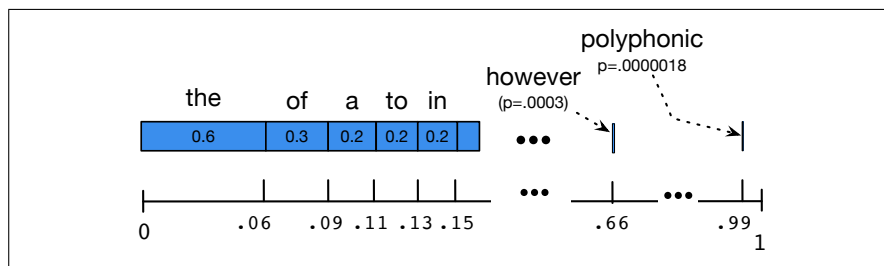 polyphonic
p=.0000018
however
(p=.0003)
the of a to in
0.6 0.3 0.2 0.2 0.2
.06 .09 .11 .13 .15 .66 .99
0 1